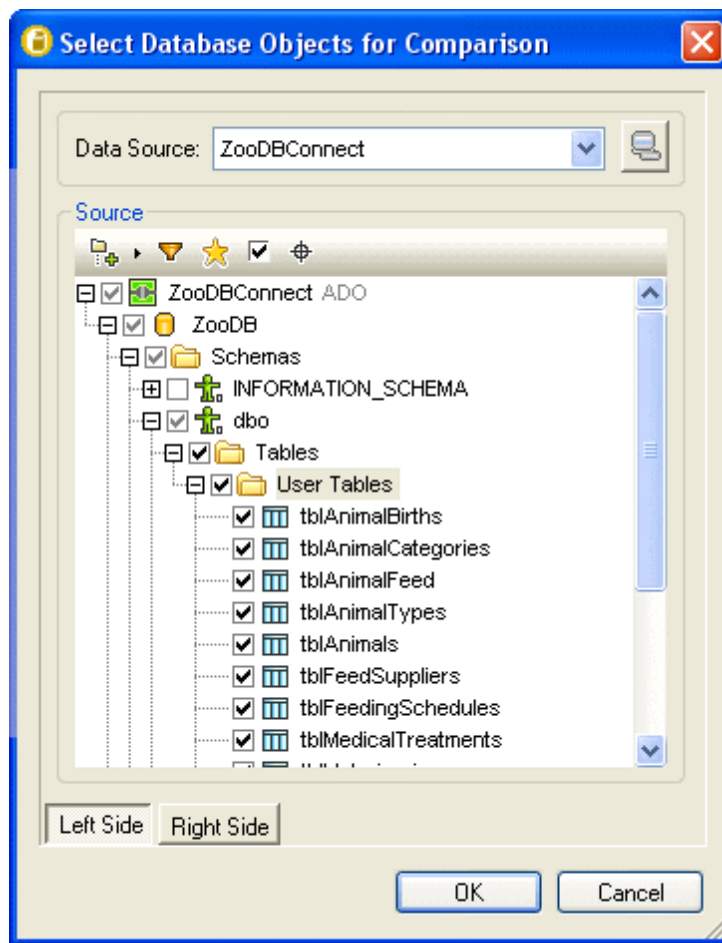 Select Database Objects for Comparison
Data Source: ZooDBConnect
Source
ZooDBConnect ADO
ZooDB
Schemas
INFORMATION_SCHEMA
dbo
Tables
User Tables
tblAnimalBirths
tblAnimalCategories
tblAnimalFeed
tblAnimalTypes
tblAnimals
tblFeedSuppliers
tblFeedingSchedules
tblMedicalTreatments
Left Side Right Side
OK Cancel